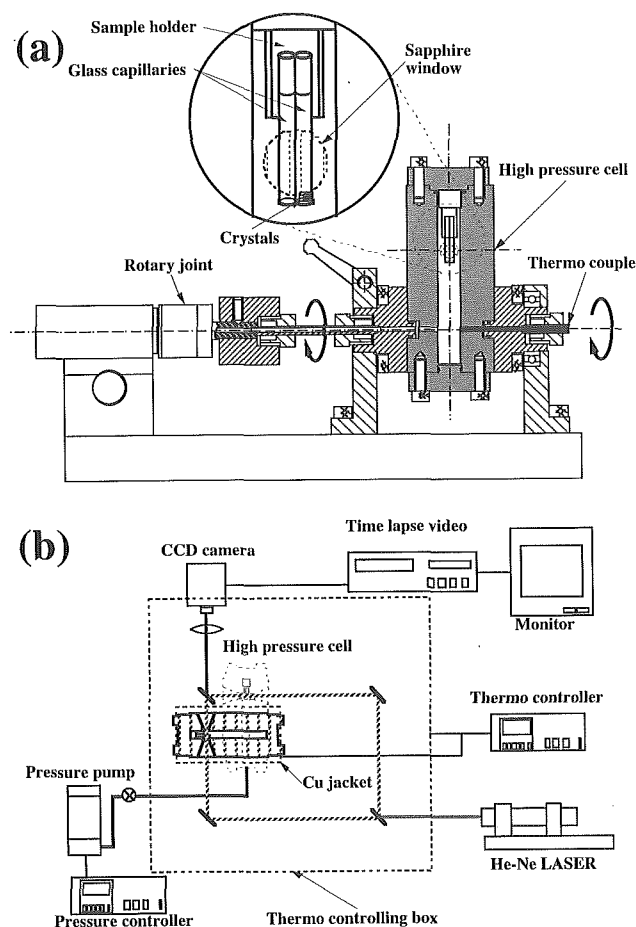 (a)
Sample holder
Glass capillaries
Sapphire
window
High pressure cell
Crystals
Rotary joint
Thermo couple
(b)
Time lapse video
CCD camera
Monitor
High pressure cell
Thermo controller
Cu jacket
Pressure pump
He-Ne LASER
Pressure controller
Thermo controlling box